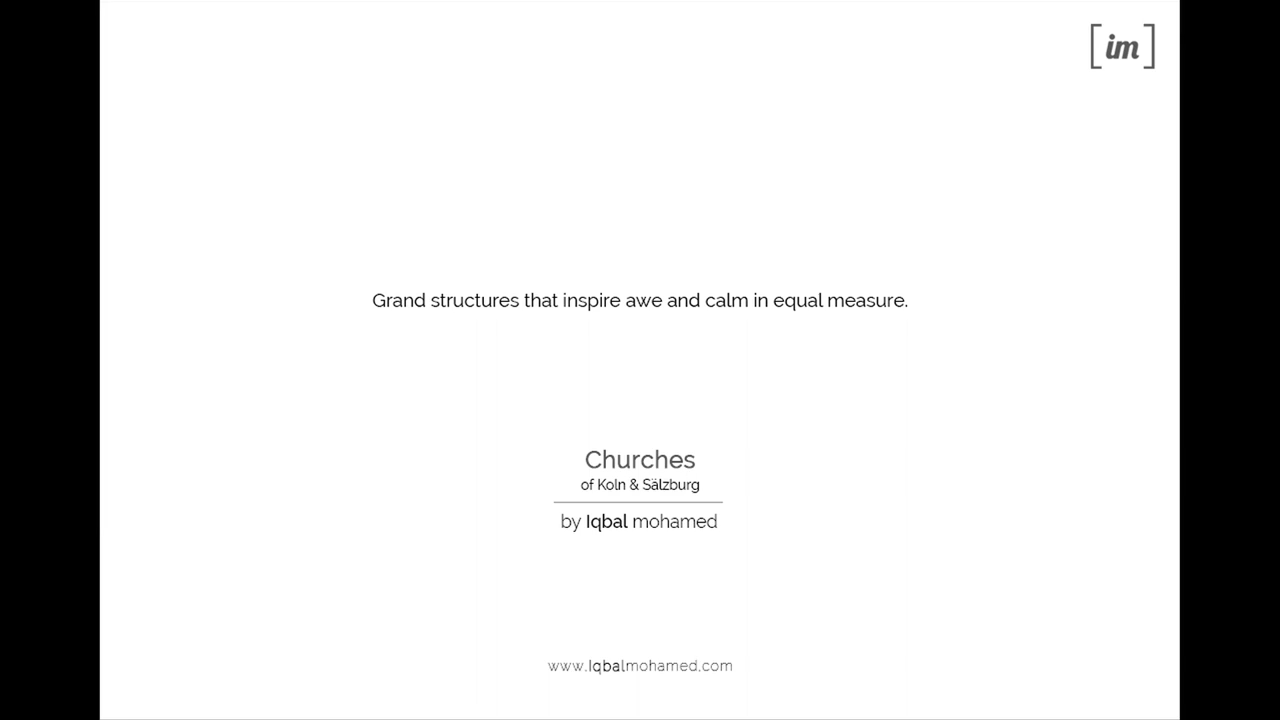 [im]
Grand structures that inspire awe and calm in equal measure.
Churches
of Koln & Sälzburg
by Iqbal mohamed
www.Iqbalmohamed.com